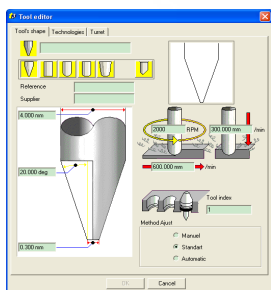 Tool editor
Tool's shape
Technologies
Turret
Reference
Supplier
4.000 mm
20.000 deg
0.300 mm
2000 RPM
300.000 mm /min
600.000 mm /min
Tool index
1
Method Ajust
Manuel
Standart
Automatic
OK
Cancel